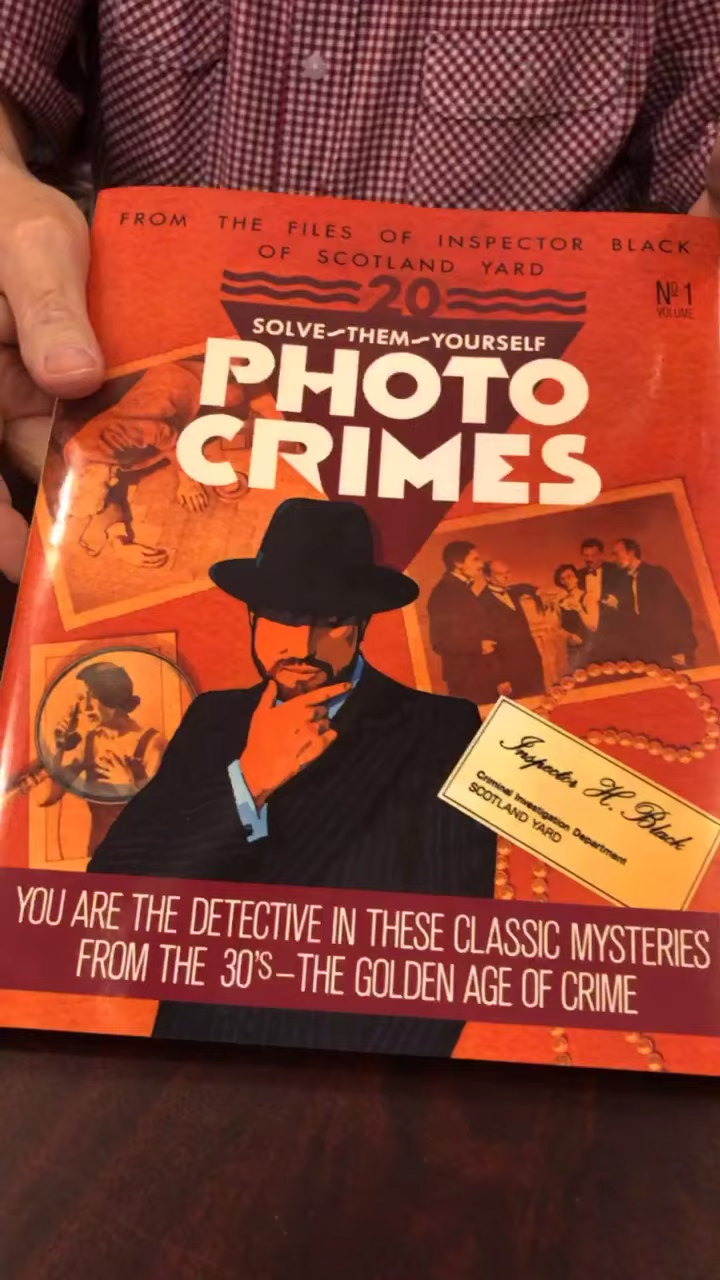 FROM THE FILES OF INSPECTOR BLACK
OF SCOTLAND YARD
20
Nº 1
VOLUME
SOLVE-THEM-YOURSELF
PHOTO
CRIMES
Inspector H. Black
Criminal Investigation Department
SCOTLAND YARD
YOU ARE THE DETECTIVE IN THESE CLASSIC MYSTERIES
FROM THE 30'S–THE GOLDEN AGE OF CRIME